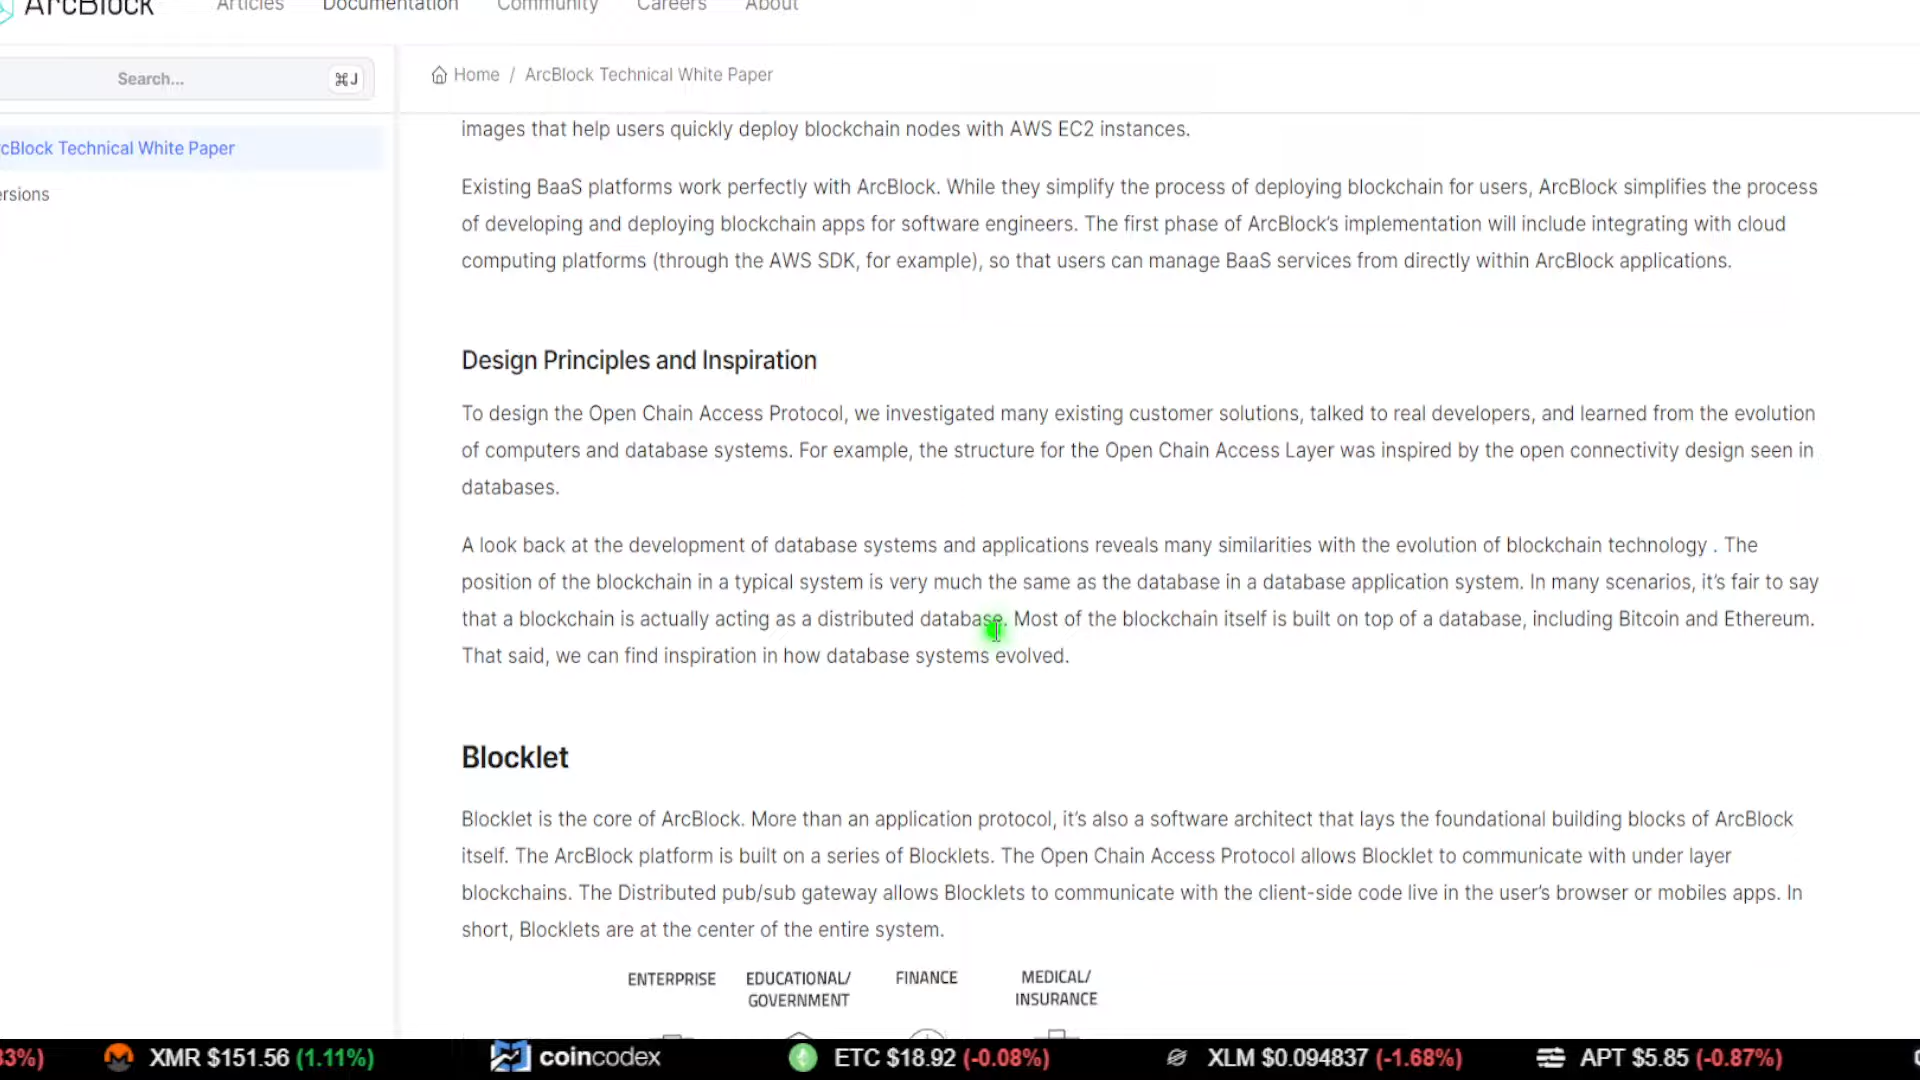 ArcBlock Articles Documentation Community Careers About
Search... ⌘J
Home / ArcBlock Technical White Paper
cBlock Technical White Paper
ersions
images that help users quickly deploy blockchain nodes with AWS EC2 instances.
Existing BaaS platforms work perfectly with ArcBlock. While they simplify the process of deploying blockchain for users, ArcBlock simplifies the process
of developing and deploying blockchain apps for software engineers. The first phase of ArcBlock’s implementation will include integrating with cloud
computing platforms (through the AWS SDK, for example), so that users can manage BaaS services from directly within ArcBlock applications.
Design Principles and Inspiration
To design the Open Chain Access Protocol, we investigated many existing customer solutions, talked to real developers, and learned from the evolution
of computers and database systems. For example, the structure for the Open Chain Access Layer was inspired by the open connectivity design seen in
databases.
A look back at the development of database systems and applications reveals many similarities with the evolution of blockchain technology . The
position of the blockchain in a typical system is very much the same as the database in a database application system. In many scenarios, it’s fair to say
that a blockchain is actually acting as a distributed database. Most of the blockchain itself is built on top of a database, including Bitcoin and Ethereum.
That said, we can find inspiration in how database systems evolved.
Blocklet
Blocklet is the core of ArcBlock. More than an application protocol, it’s also a software architect that lays the foundational building blocks of ArcBlock
itself. The ArcBlock platform is built on a series of Blocklets. The Open Chain Access Protocol allows Blocklet to communicate with under layer
blockchains. The Distributed pub/sub gateway allows Blocklets to communicate with the client-side code live in the user’s browser or mobiles apps. In
short, Blocklets are at the center of the entire system.
ENTERPRISE EDUCATIONAL/ FINANCE MEDICAL/
GOVERNMENT INSURANCE
33%) XMR $151.56 (1.11%) coincodex ETC $18.92 (-0.08%) XLM $0.094837 (-1.68%) APT $5.85 (-0.87%)